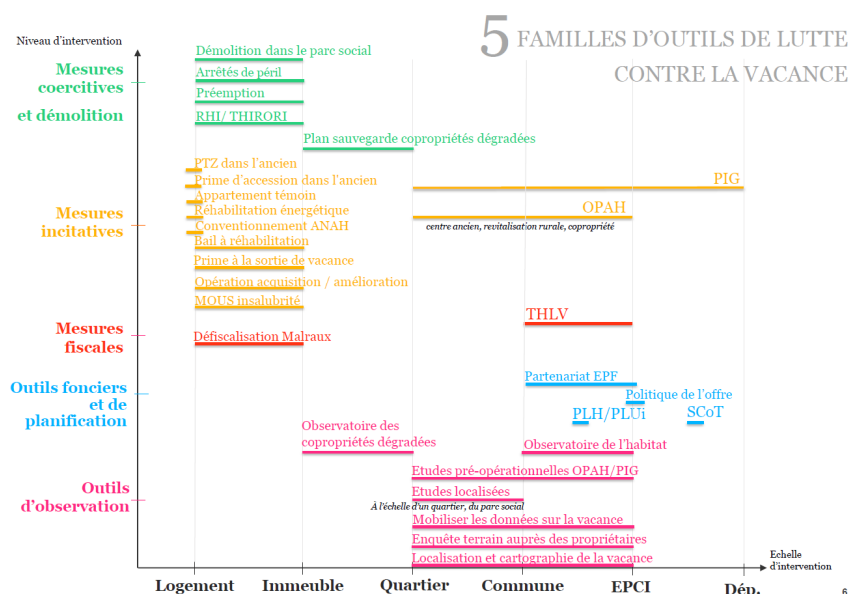 5 FAMILLES D'OUTILS DE LUTTE
CONTRE LA VACANCE
Niveau d'intervention
Mesures
coercitives
et démolition
Démolition dans le parc social
Arrêtés de péril
Préemption
RHI/ THIRORI
Plan sauvegarde copropriétés dégradées
Mesures
incitatives
PTZ dans l'ancien
Prime d'accession dans l'ancien
Appartement témoin
Réhabilitation énergétique
Conventionnement ANAH
Bail à réhabilitation
Prime à la sortie de vacance
Opération acquisition / amélioration
MOUS insalubrité
PIG
OPAH
centre ancien, revitalisation rurale, copropriété
Mesures
fiscales
THLV
Défiscalisation Malraux
Outils fonciers
et de
planification
Partenariat EPF
Politique de l'offre
PLH/PLUi
SCoT
Outils
d'observation
Observatoire des
copropriétés dégradées
Observatoire de l'habitat
Etudes pré-opérationnelles OPAH/PIG
Etudes localisées
À l'échelle d'un quartier, du parc social
Mobiliser les données sur la vacance
Enquête terrain auprès des propriétaires
Localisation et cartographie de la vacance
Echelle
d'intervention
Logement Immeuble Quartier Commune EPCI Dép.
6